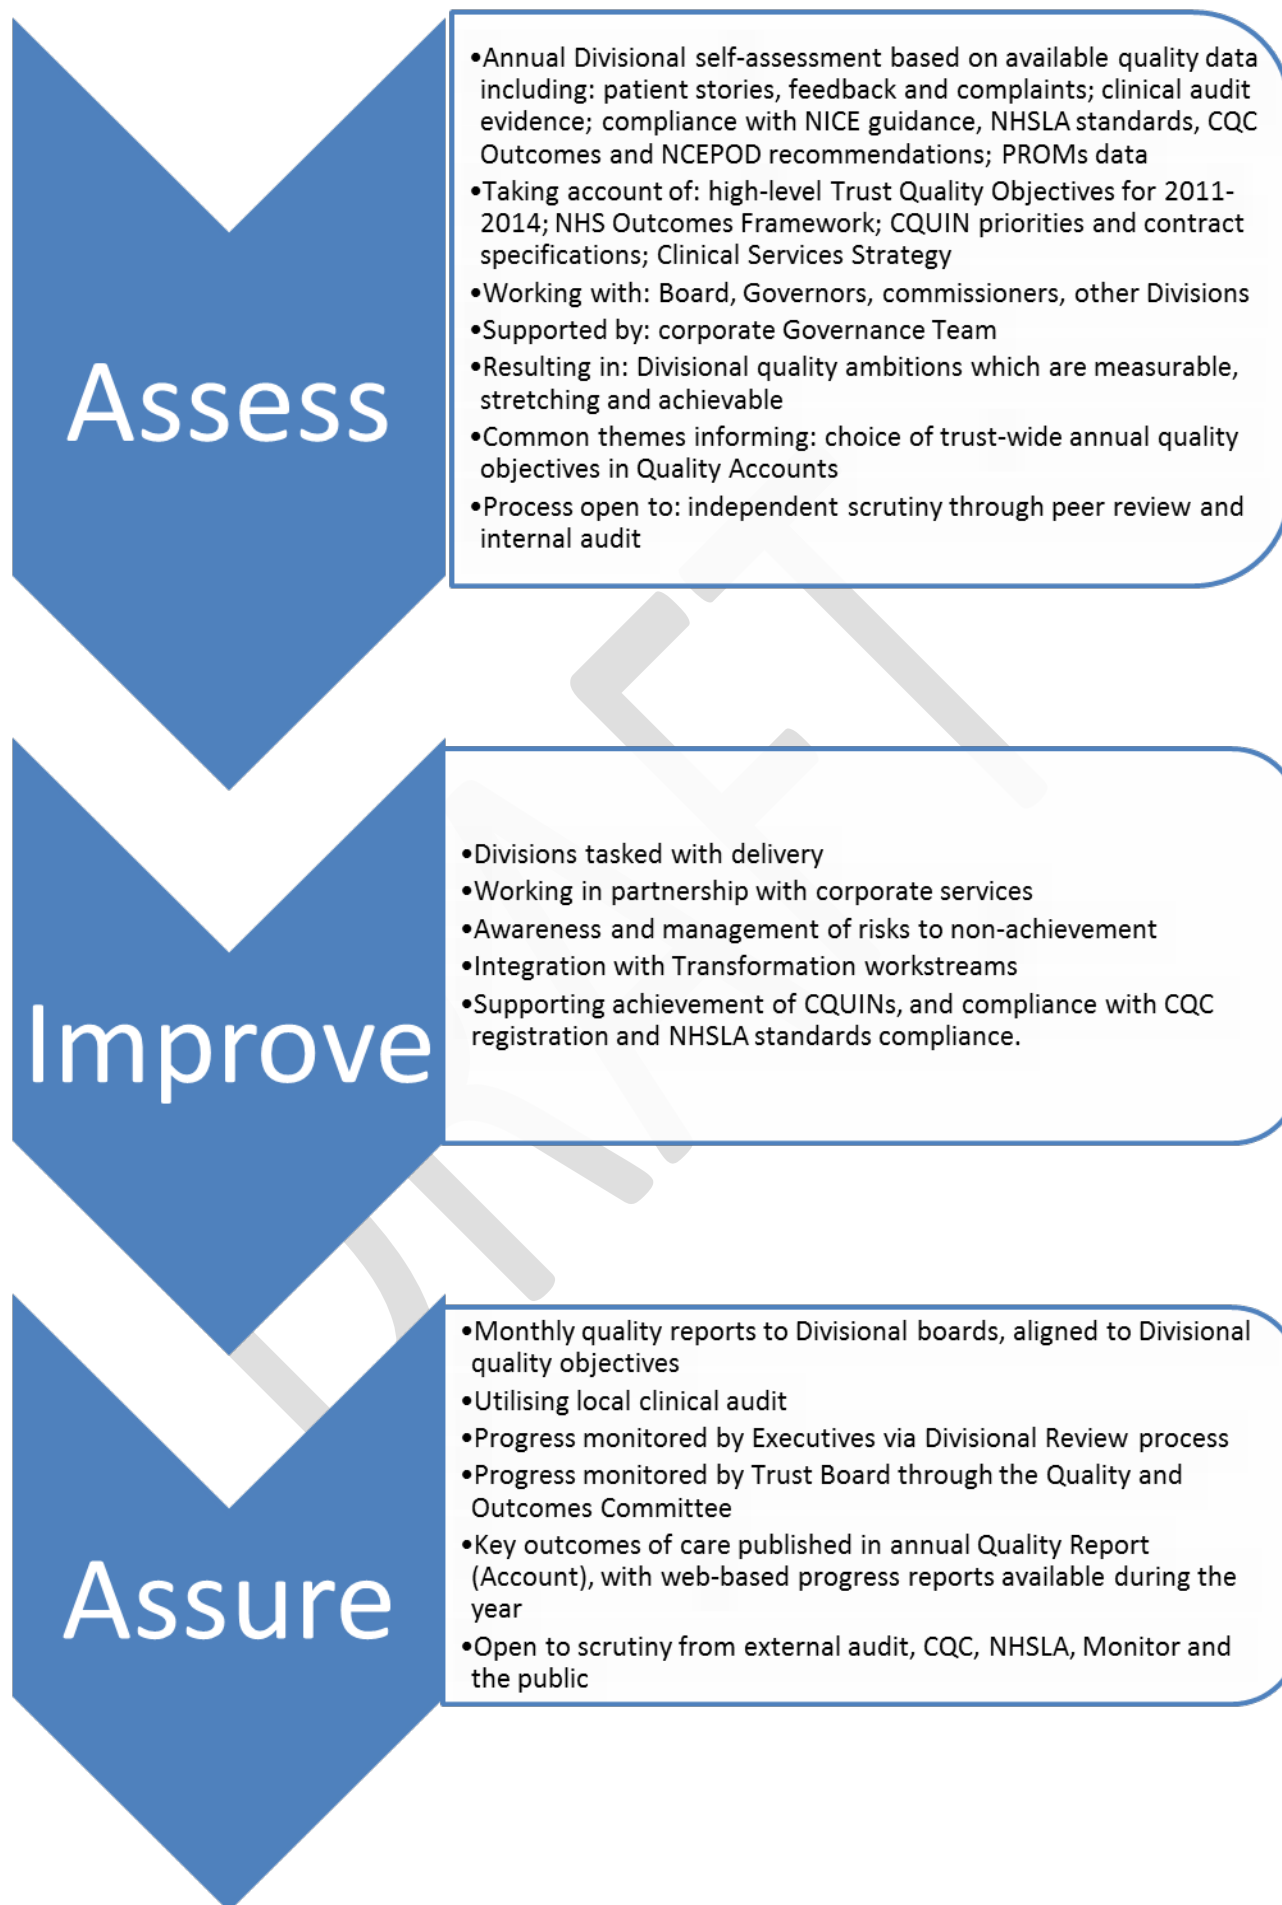 Assess
•Annual Divisional self-assessment based on available quality data
including: patient stories, feedback and complaints; clinical audit
evidence; compliance with NICE guidance, NHSLA standards, CQC
Outcomes and NCEPOD recommendations; PROMs data
•Taking account of: high-level Trust Quality Objectives for 2011-
2014; NHS Outcomes Framework; CQUIN priorities and contract
specifications; Clinical Services Strategy
•Working with: Board, Governors, commissioners, other Divisions
•Supported by: corporate Governance Team
•Resulting in: Divisional quality ambitions which are measurable,
stretching and achievable
•Common themes informing: choice of trust-wide annual quality
objectives in Quality Accounts
•Process open to: independent scrutiny through peer review and
internal audit
Improve
•Divisions tasked with delivery
•Working in partnership with corporate services
•Awareness and management of risks to non-achievement
•Integration with Transformation workstreams
•Supporting achievement of CQUINs, and compliance with CQC
registration and NHSLA standards compliance.
Assure
•Monthly quality reports to Divisional boards, aligned to Divisional
quality objectives
•Utilising local clinical audit
•Progress monitored by Executives via Divisional Review process
•Progress monitored by Trust Board through the Quality and
Outcomes Committee
•Key outcomes of care published in annual Quality Report
(Account), with web-based progress reports available during the
year
•Open to scrutiny from external audit, CQC, NHSLA, Monitor and
the public
DRAFT